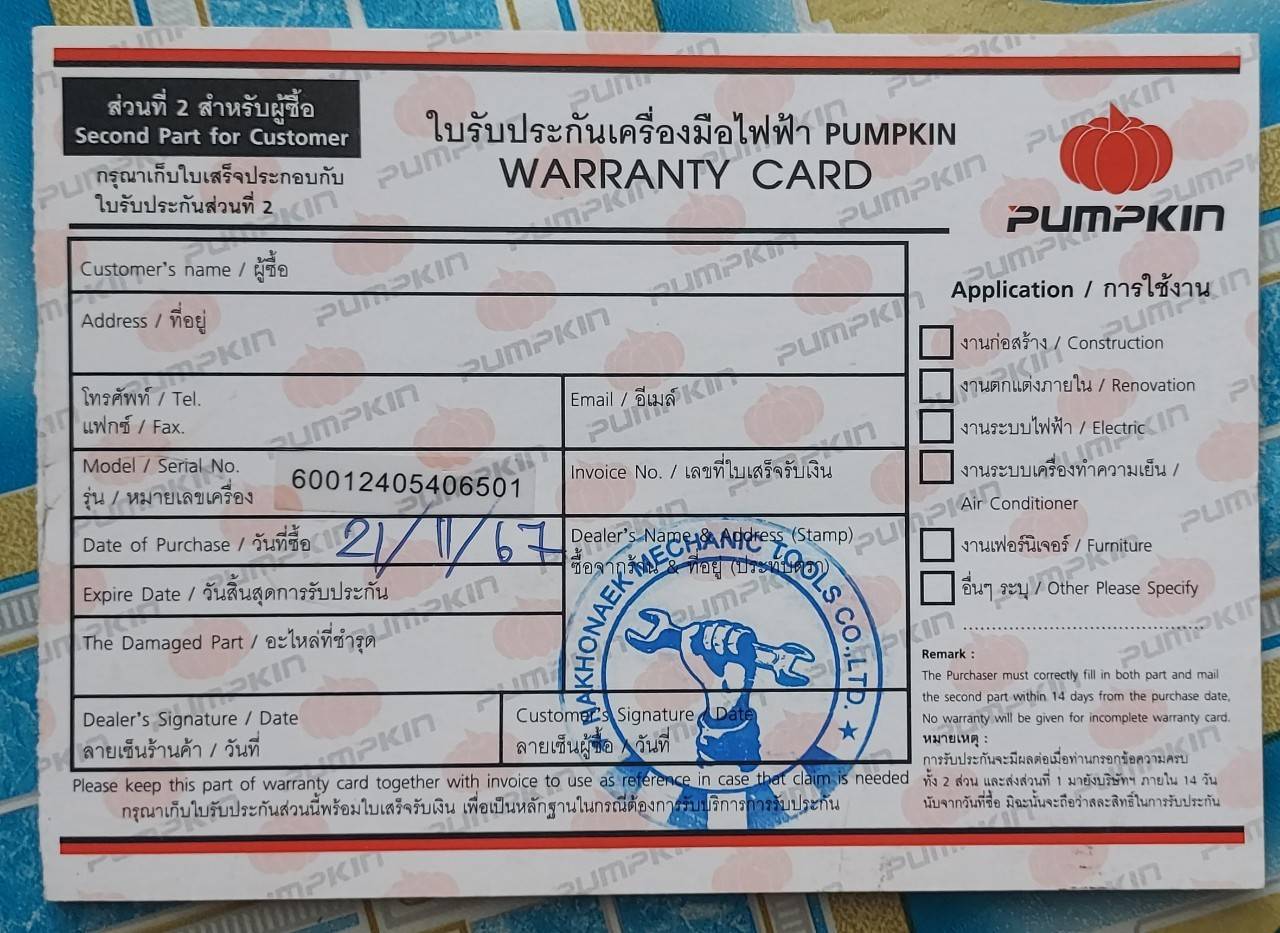 ส่วนที่ 2 สำหรับผู้ซื้อ
Second Part for Customer
กรุณาเก็บใบเสร็จประกอบกับ
ใบรับประกันส่วนที่ 2
ใบรับประกันเครื่องมือไฟฟ้า PUMPKIN
WARRANTY CARD
PUMPKIN
Customer's name / ผู้ซื้อ
Address / ที่อยู่
โทรศัพท์ / Tel.
แฟกซ์ / Fax.
Email / อีเมล์
Model / Serial No.
รุ่น / หมายเลขเครื่อง
60012405406501
Invoice No. / เลขที่ใบเสร็จรับเงิน
Date of Purchase / วันที่ซื้อ 21/11/67
Dealer's Name & Address (Stamp)
ซื้อจากร้าน & ที่อยู่ (ประทับตรา)
NAKHONAEK MECHANIC TOOLS CO.,LTD.
Expire Date / วันสิ้นสุดการรับประกัน
The Damaged Part / อะไหล่ที่ชำรุด
Dealer's Signature / Date
ลายเซ็นร้านค้า / วันที่
Customer's Signature / Date
ลายเซ็นผู้ซื้อ / วันที่
Please keep this part of warranty card together with invoice to use as reference in case that claim is needed
กรุณาเก็บใบรับประกันส่วนนี้พร้อมใบเสร็จรับเงิน เพื่อเป็นหลักฐานในกรณีต้องการรับบริการการรับประกัน
Application / การใช้งาน
งานก่อสร้าง / Construction
งานตกแต่งภายใน / Renovation
งานระบบไฟฟ้า / Electric
งานระบบเครื่องทำความเย็น /
Air Conditioner
งานเฟอร์นิเจอร์ / Furniture
อื่นๆ ระบุ / Other Please Specify
Remark :
The Purchaser must correctly fill in both part and mail
the second part within 14 days from the purchase date,
No warranty will be given for incomplete warranty card.
หมายเหตุ :
การรับประกันจะมีผลต่อเมื่อท่านกรอกข้อความครบ
ทั้ง 2 ส่วน และส่งส่วนที่ 1 มายังบริษัทฯ ภายใน 14 วัน
นับจากวันที่ซื้อ มิฉะนั้นจะถือว่าสละสิทธิ์ในการรับประกัน